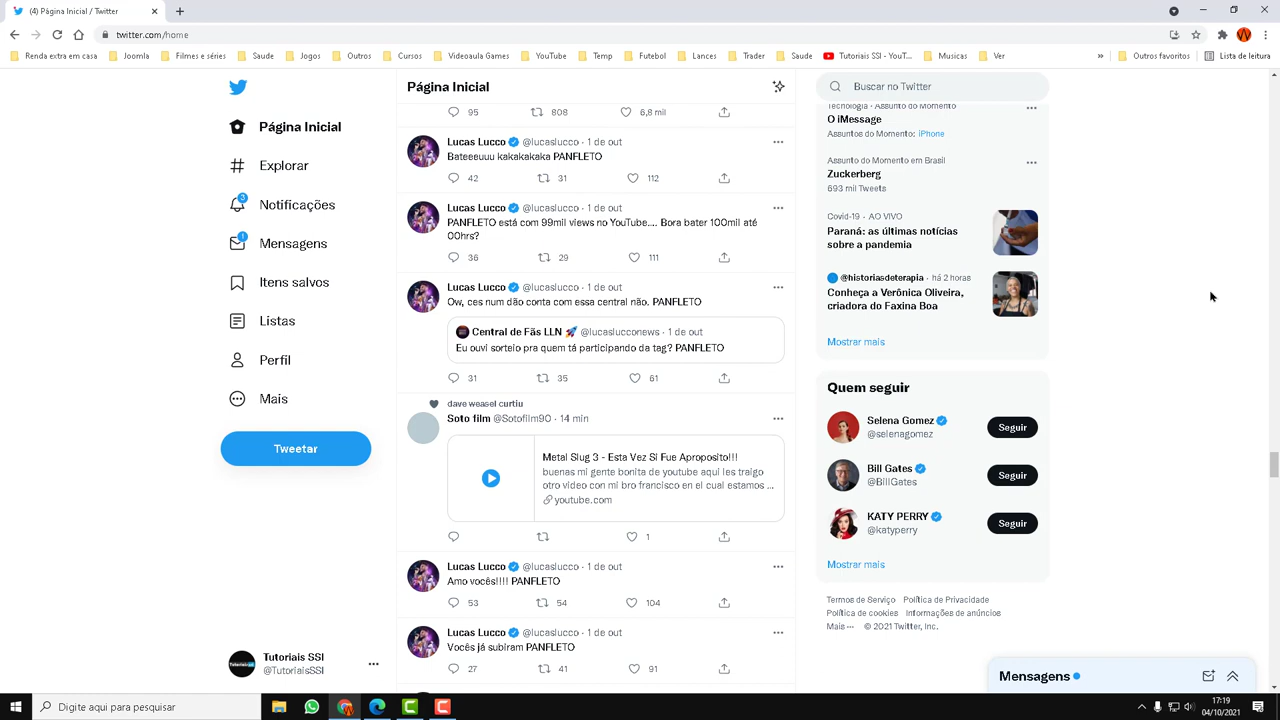 (4) Página Inicial / Twitter
twitter.com/home
Renda extra em casa
Joomla
Filmes e séries
Saude
Jogos
Outros
Cursos
Videoaula Games
YouTube
Temp
Futebol
Lances
Trader
Saude
Tutoriais SSI - YouT...
Musicas
Ver
»
Outros favoritos
Lista de leitura
Página Inicial
Explorar
3
Notificações
1
Mensagens
Itens salvos
Listas
Perfil
Mais
Tweetar
Tutoriais SSI
@TutoriaisSSI
Página Inicial
95 808 6,8 mil
Lucas Lucco @lucaslucco · 1 de out
Bateeeuuu kakakakaka PANFLETO
42 31 112
Lucas Lucco @lucaslucco · 1 de out
PANFLETO está com 99mil views no YouTube.... Bora bater 100mil até
00hrs?
36 29 111
Lucas Lucco @lucaslucco · 1 de out
Ow, ces num dão conta com essa central não. PANFLETO
Central de Fãs LLN 🚀 @lucaslucconews · 1 de out
Eu ouvi sorteio pra quem tá participando da tag? PANFLETO
31 35 61
dave weasel curtiu
Soto film @Sotofilm90 · 14 min
Metal Slug 3 - Esta Vez SI Fue Aproposito!!!
buenas mi gente bonita de youtube aqui les traigo
otro video con mi bro francisco en el cual estamos ...
youtube.com
1
Lucas Lucco @lucaslucco · 1 de out
Amo vocês!!!! PANFLETO
53 54 104
Lucas Lucco @lucaslucco · 1 de out
Vocês já subiram PANFLETO
27 41 91
Buscar no Twitter
Tecnologia · Assunto do Momento
O iMessage
Assuntos do Momento: iPhone
Assunto do Momento em Brasil
Zuckerberg
693 mil Tweets
Covid-19 · AO VIVO
Paraná: as últimas notícias
sobre a pandemia
@historiasdeterapia · há 2 horas
Conheça a Verônica Oliveira,
criadora do Faxina Boa
Mostrar mais
Quem seguir
Selena Gomez
@selenagomez
Seguir
Bill Gates
@BillGates
Seguir
KATY PERRY
@katyperry
Seguir
Mostrar mais
Termos de Serviço Política de Privacidade
Política de cookies Informações de anúncios
Mais ··· © 2021 Twitter, Inc.
Mensagens
Digite aqui para pesquisar
17:19
04/10/2021